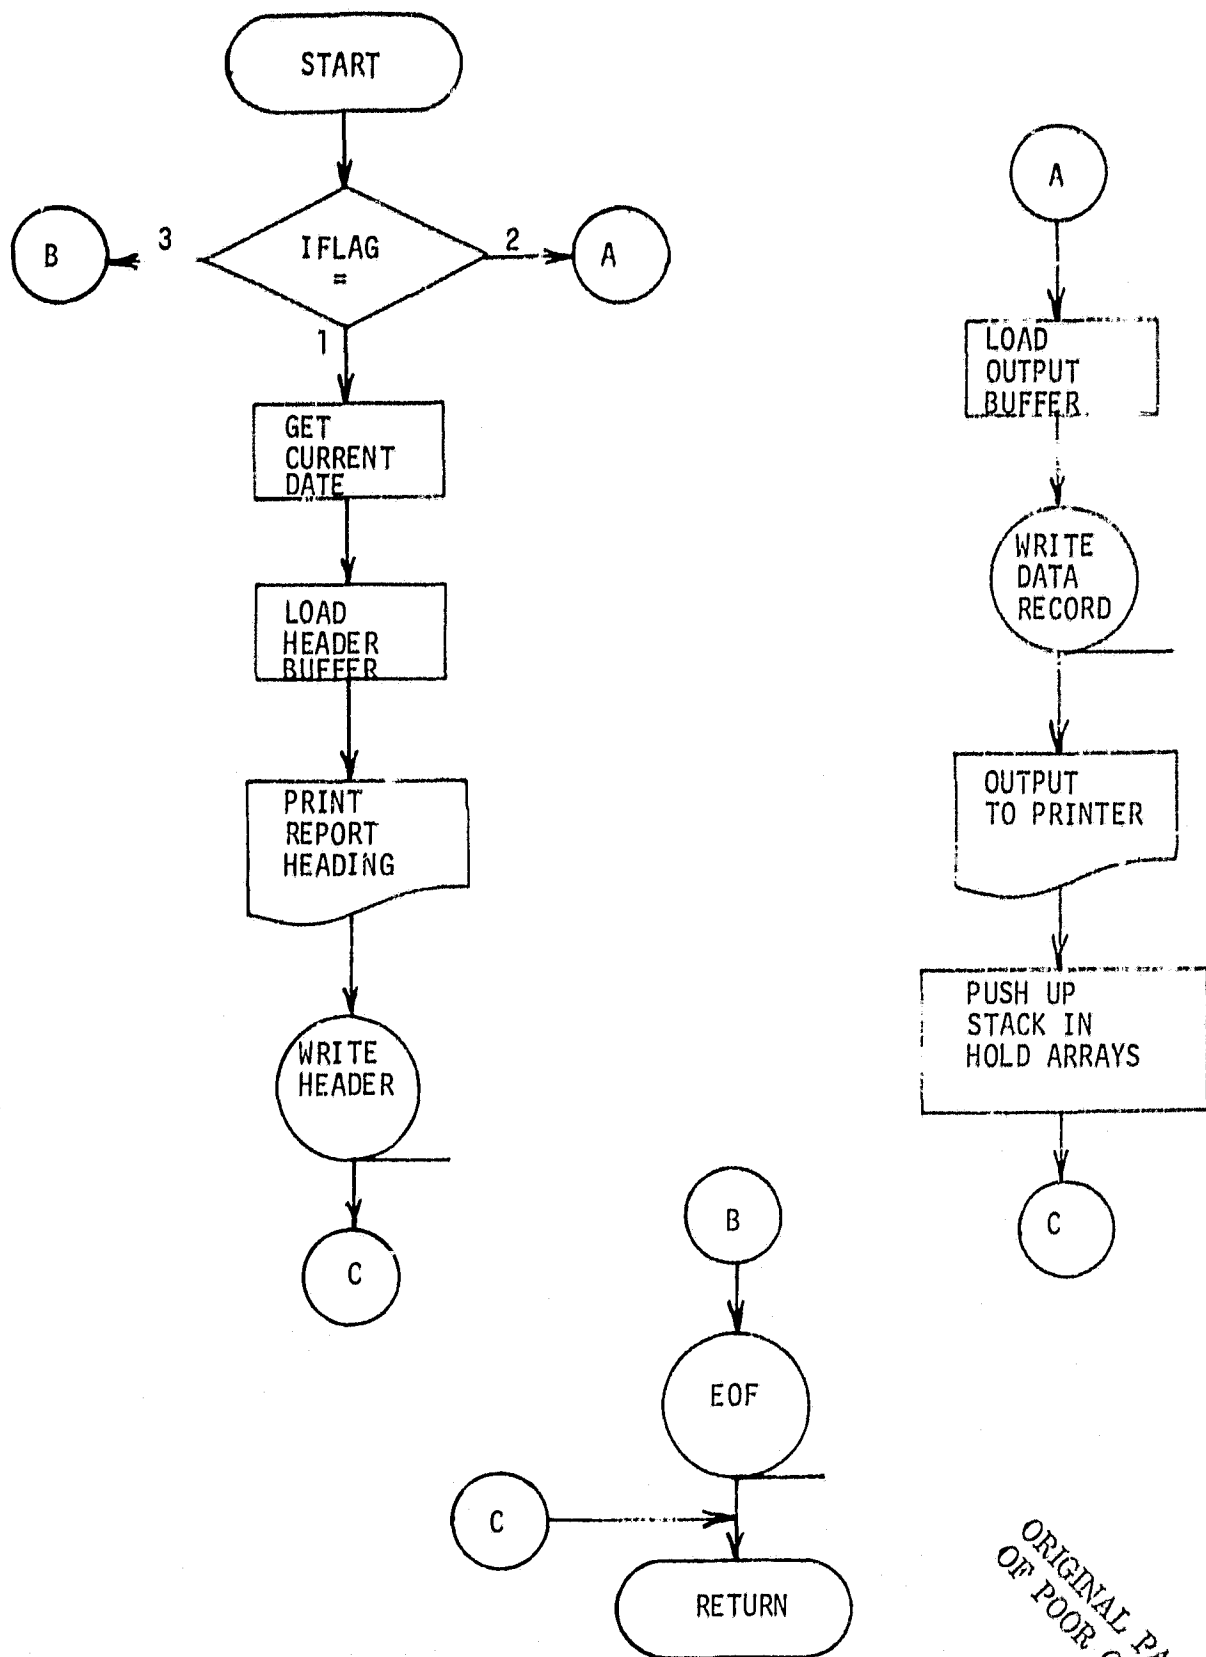 START
IFLAG
=
3
B
2
A
1
GET
CURRENT
DATE
LOAD
HEADER
BUFFER
PRINT
REPORT
HEADING
WRITE
HEADER
C
A
LOAD
OUTPUT
BUFFER
WRITE
DATA
RECORD
OUTPUT
TO PRINTER
PUSH UP
STACK IN
HOLD ARRAYS
C
B
EOF
C
RETURN
ORIGINAL
OF POOR